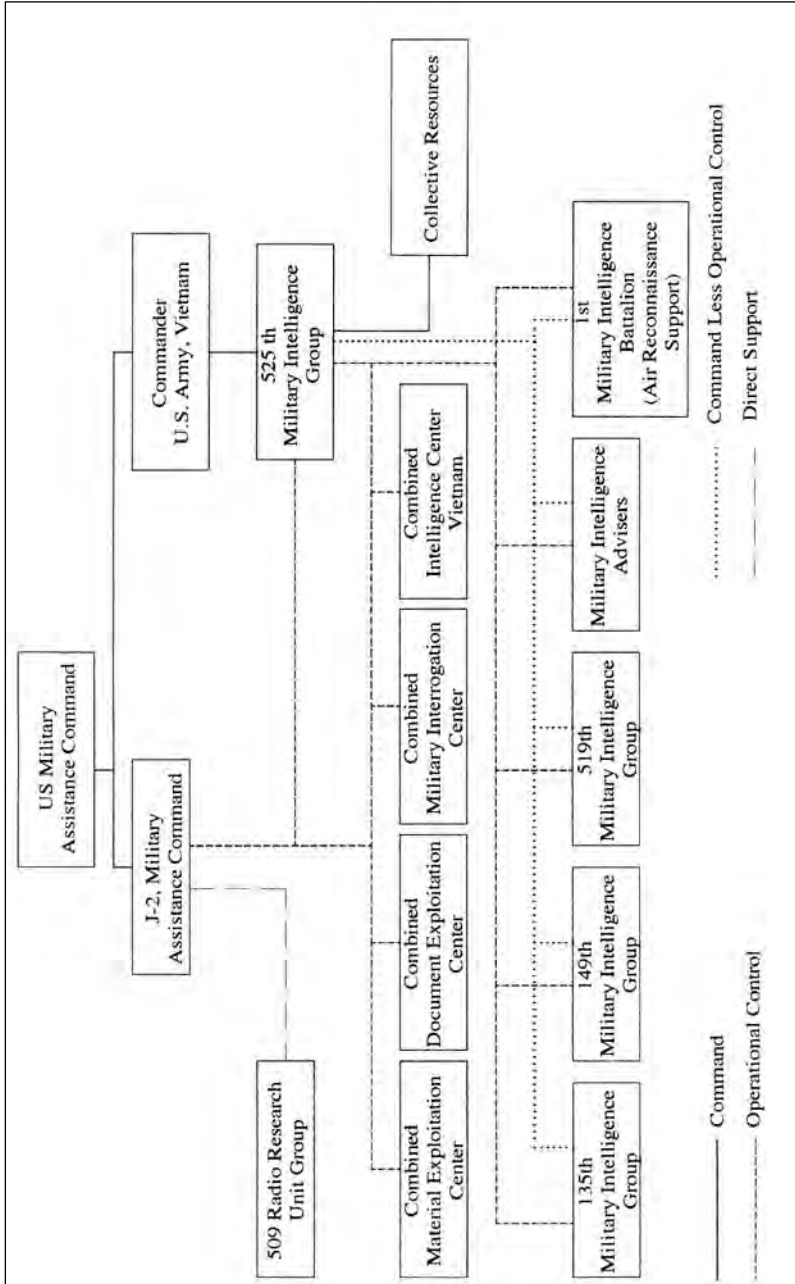 US Military
Assistance Command
J-2, Military
Assistance Command
Commander
U.S. Army, Vietnam
509 Radio Research
Unit Group
525 th
Military Intelligence
Group
Collective Resources
Combined
Material Exploitation
Center
Combined
Document Exploitation
Center
Combined
Military Interrogation
Center
Combined
Intelligence Center
Vietnam
135th
Military Intelligence
Group
149th
Military Intelligence
Group
519th
Military Intelligence
Group
Military Intelligence
Advisers
1st
Military Intelligence
Battalion
(Air Reconnaissance
Support)
Command
Operational Control
Command Less Operational Control
Direct Support